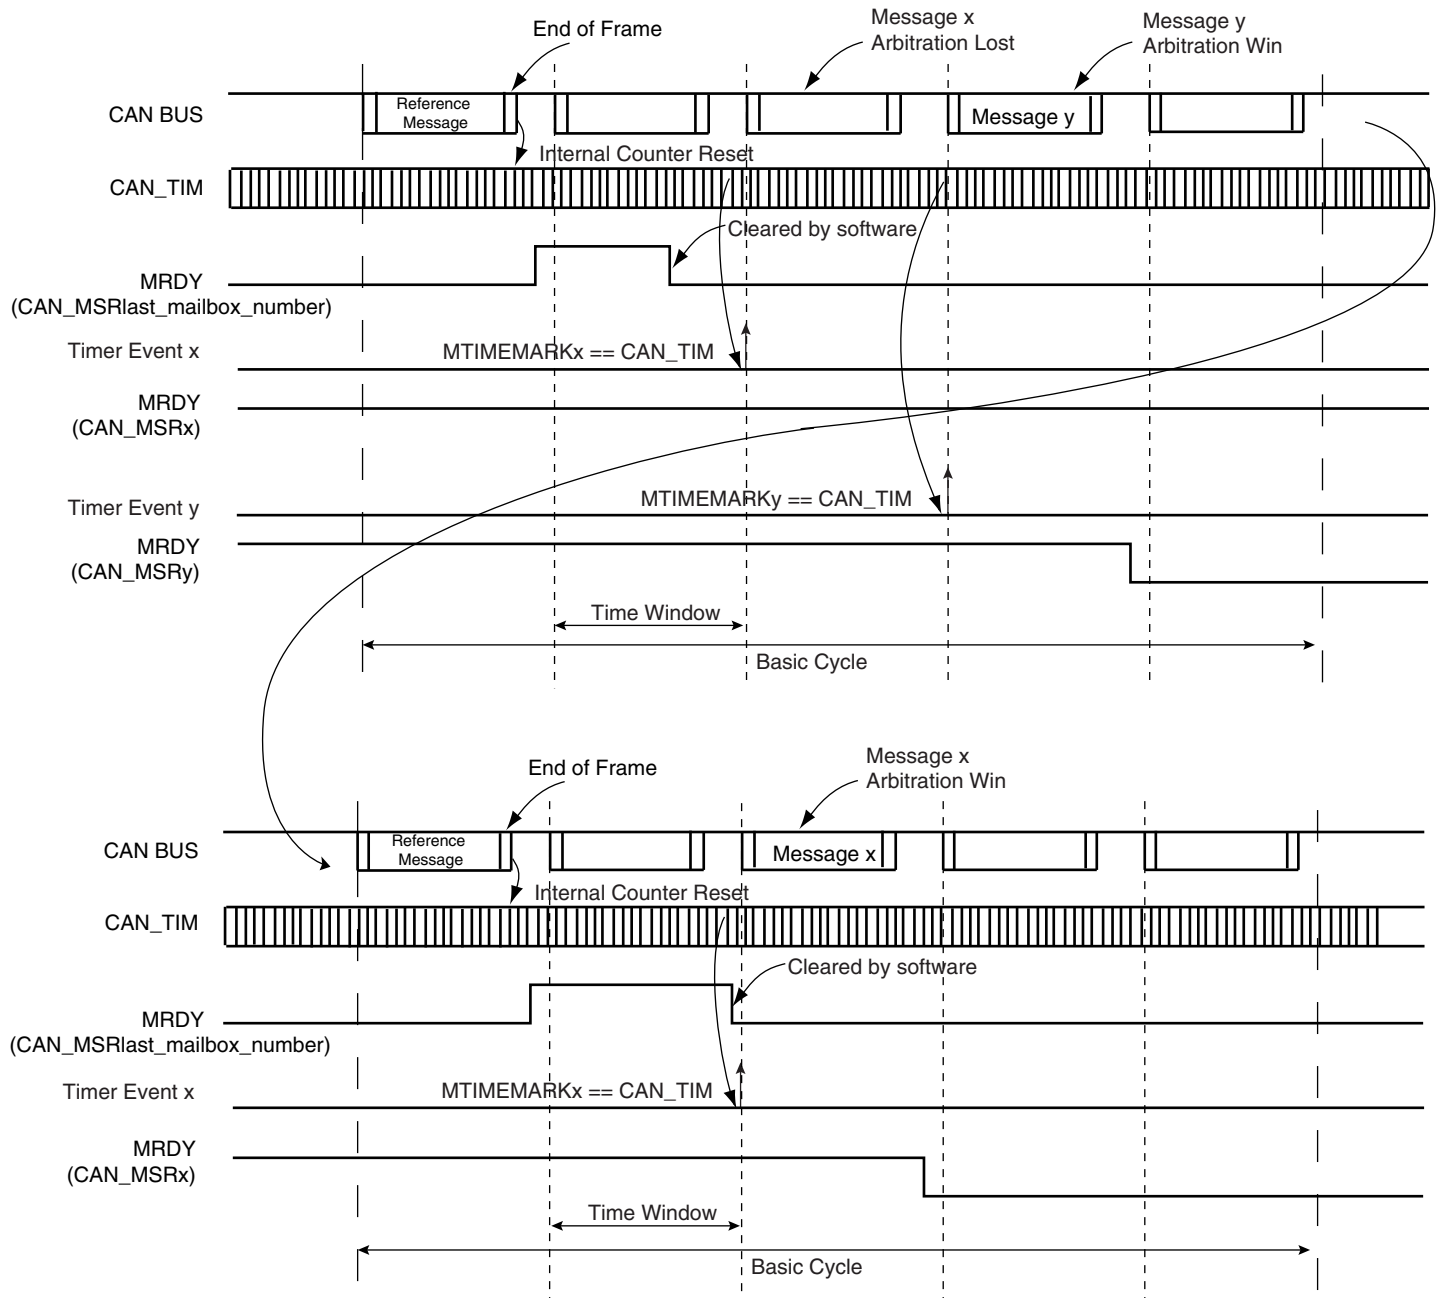 End of Frame
Message x
Arbitration Lost
Message y
Arbitration Win
CAN BUS
Reference
Message
Message y
Internal Counter Reset
CAN_TIM
Cleared by software
MRDY
(CAN_MSRlast_mailbox_number)
Timer Event x
MTIMEMARKx == CAN_TIM
MRDY
(CAN_MSRx)
Timer Event y
MTIMEMARKy == CAN_TIM
MRDY
(CAN_MSRy)
Time Window
Basic Cycle
End of Frame
Message x
Arbitration Win
CAN BUS
Reference
Message
Message x
Internal Counter Reset
CAN_TIM
Cleared by software
MRDY
(CAN_MSRlast_mailbox_number)
Timer Event x
MTIMEMARKx == CAN_TIM
MRDY
(CAN_MSRx)
Time Window
Basic Cycle